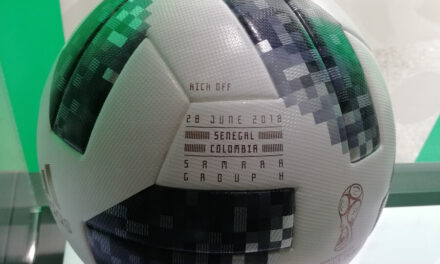 KICK OFF
28 JUNE 2018
SENEGAL
COLOMBIA
SAMARA
GROUP H